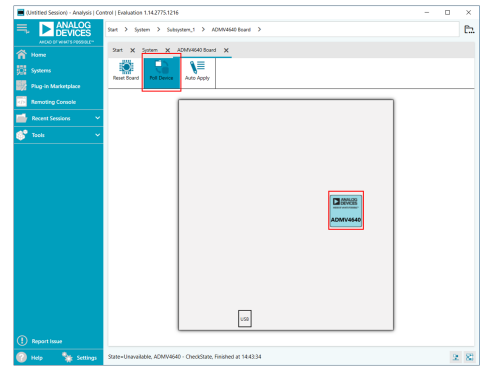 (Untitled Session) - Analysis | Control | Evaluation 1.14.2775.1216
ANALOG
DEVICES
AHEAD OF WHAT'S POSSIBLE™
Start > System > Subsystem_1 > ADMV4640 Board >
Home
Systems
Plug-in Marketplace
Remoting Console
Recent Sessions
Tools
Start X System X ADMV4640 Board X
Reset Board Poll Device Auto Apply
ANALOG
DEVICES
ADMV4640
USB
Report Issue
Help Settings
State=Unavailable, ADMV4640 - CheckState, Finished at 14:43:34